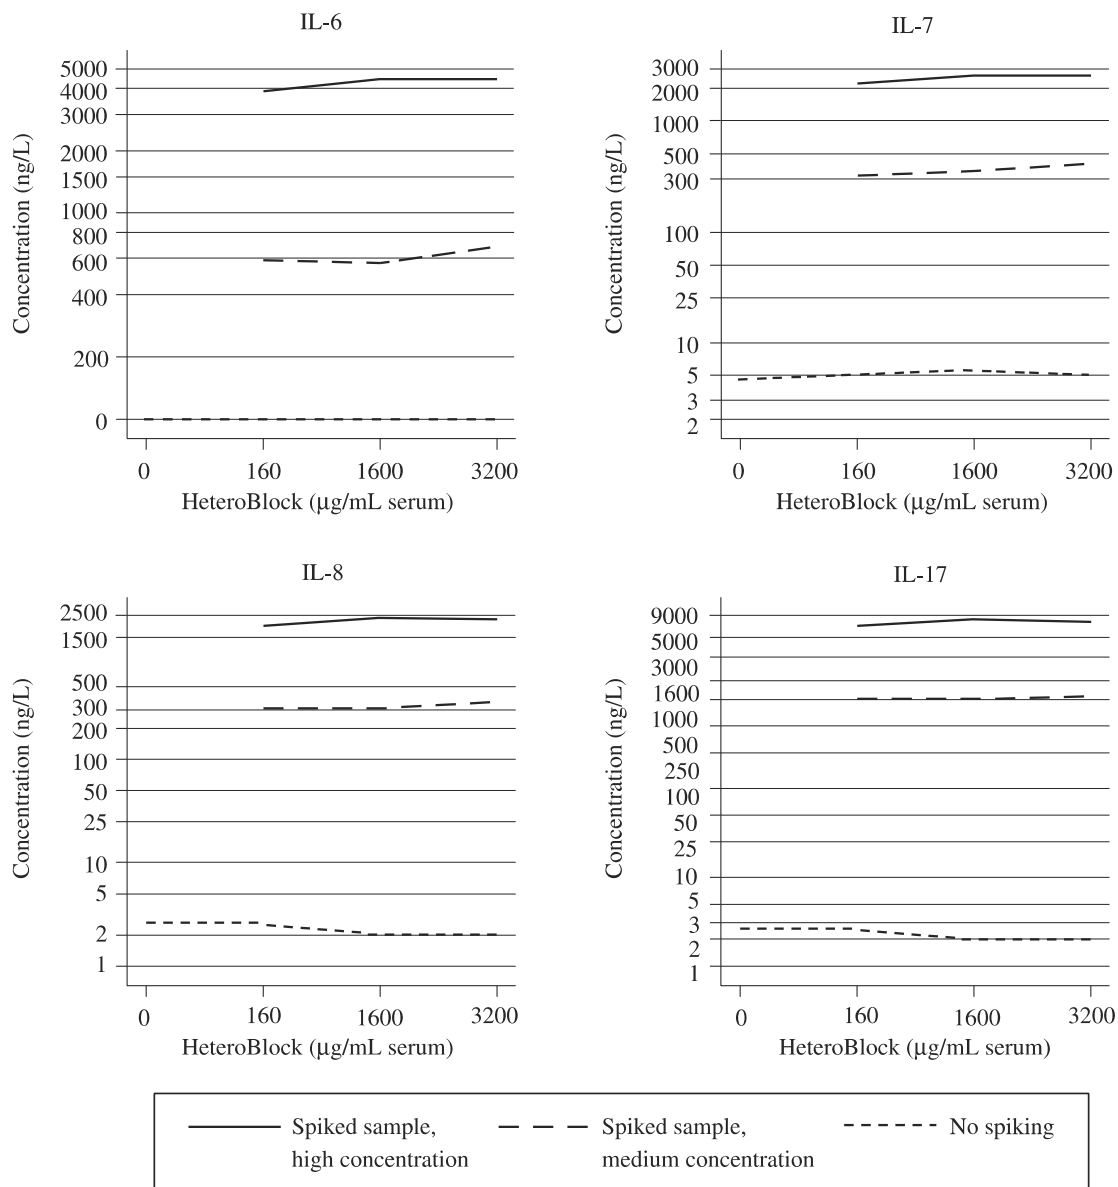 IL-6
Concentration (ng/L)
5000
4000
3000
2000
1500
1000
800
600
400
200
0
0 160 1600 3200
HeteroBlock (µg/mL serum)
IL-7
Concentration (ng/L)
3000
2000
1000
500
300
100
50
25
10
5
3
2
0 160 1600 3200
HeteroBlock (µg/mL serum)
IL-8
Concentration (ng/L)
2500
1500
500
300
200
100
50
25
10
5
2
1
0 160 1600 3200
HeteroBlock (µg/mL serum)
IL-17
Concentration (ng/L)
9000
5000
3000
1600
1000
500
250
100
50
25
10
5
3
2
1
0 160 1600 3200
HeteroBlock (µg/mL serum)
Spiked sample,
high concentration
Spiked sample,
medium concentration
No spiking